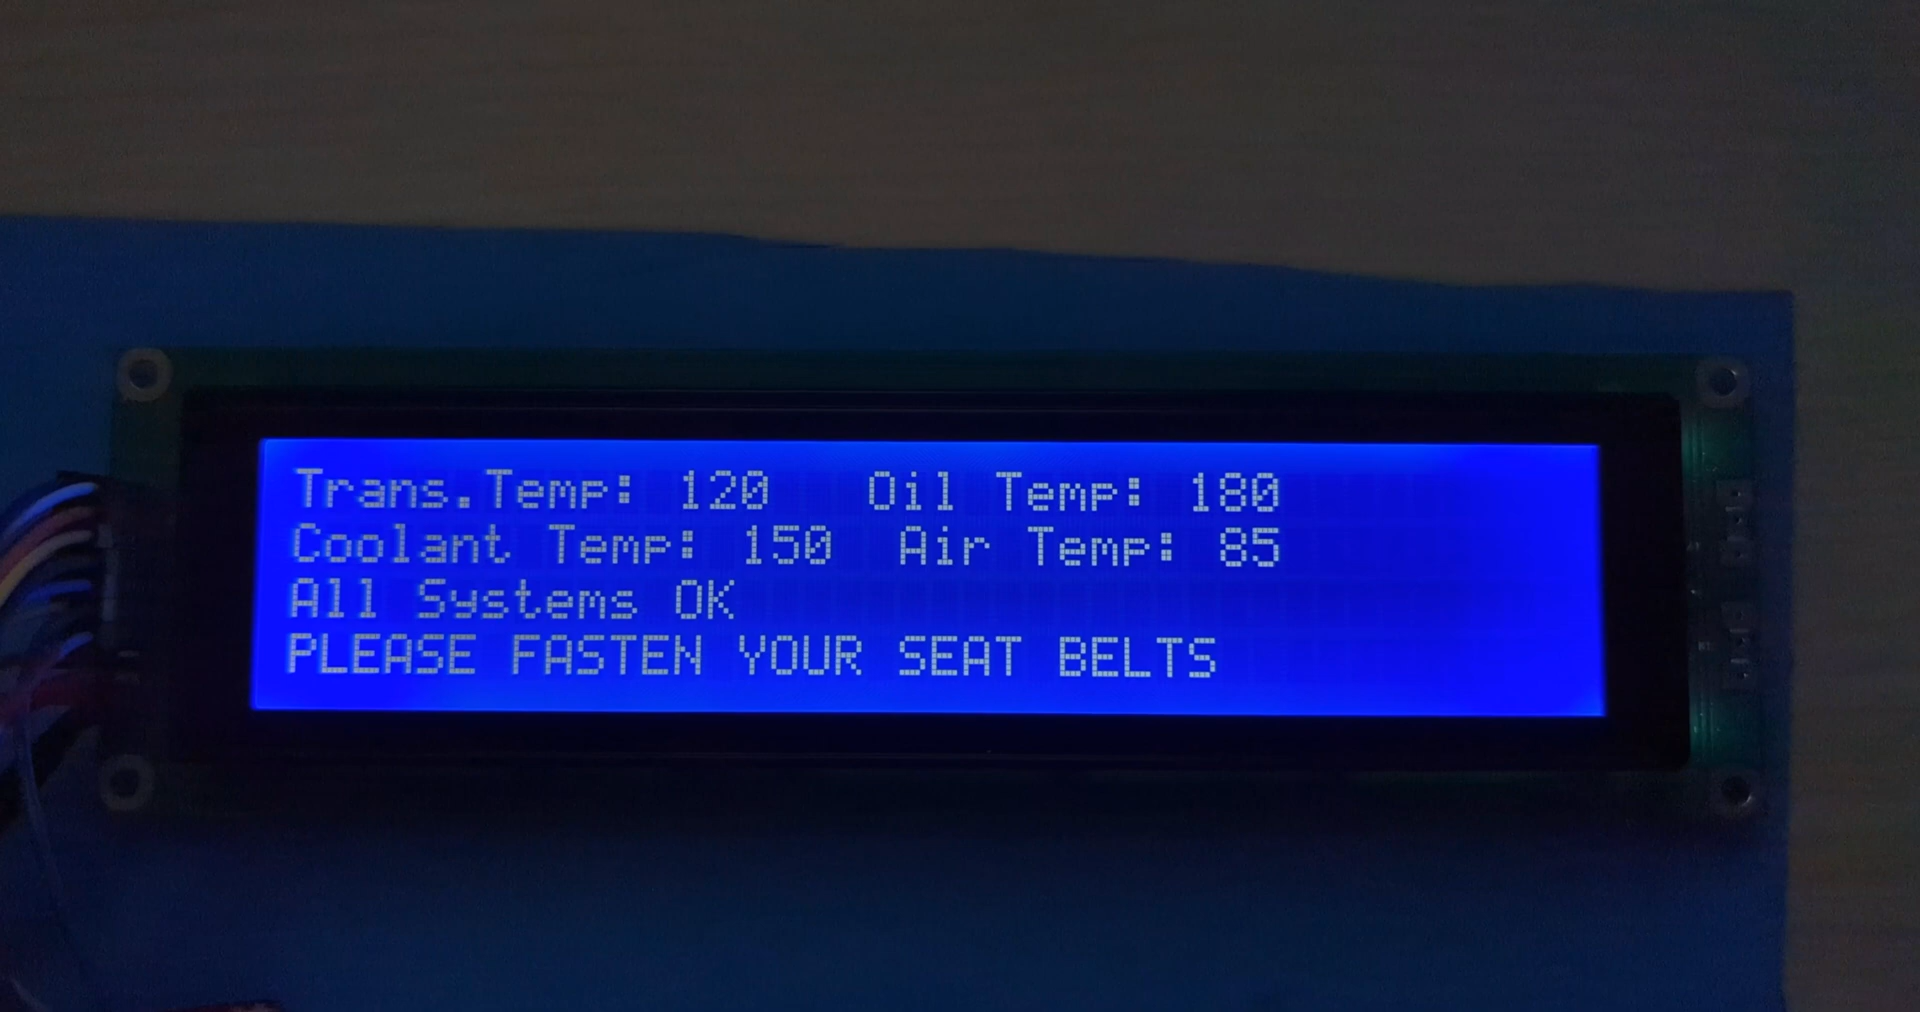 Trans.Temp: 120   Oil Temp: 180
Coolant Temp: 150  Air Temp: 85
All Systems OK
PLEASE FASTEN YOUR SEAT BELTS